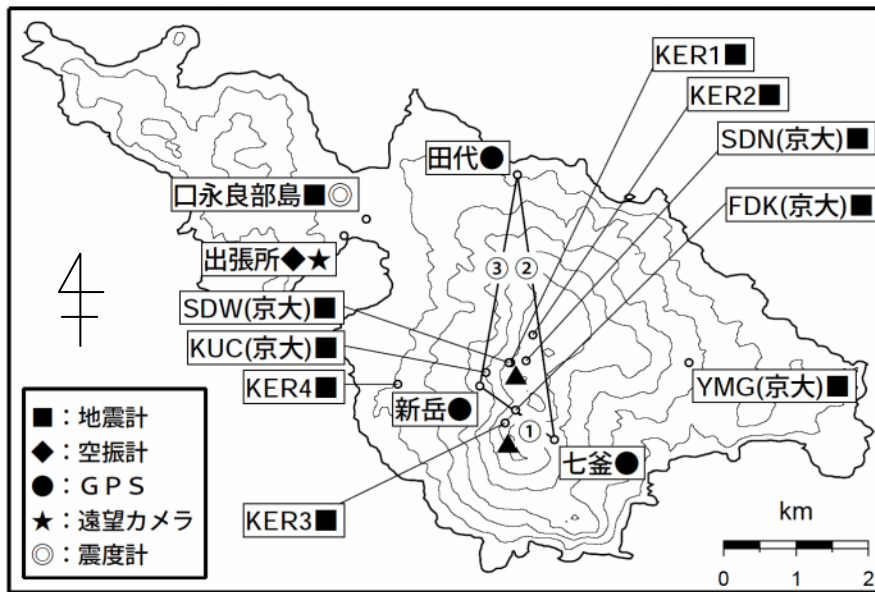 KER1■
KER2■
SDN(京大)■
FDK(京大)■
田代●
口永良部島■◎
出張所◆★
③ ②
SDW(京大)■
KUC(京大)■
KER4■
新岳●
YMG(京大)■
①
七釜●
KER3■
■：地震計
◆：空振計
●：ＧＰＳ
★：遠望カメラ
◎：震度計
km
0 1 2